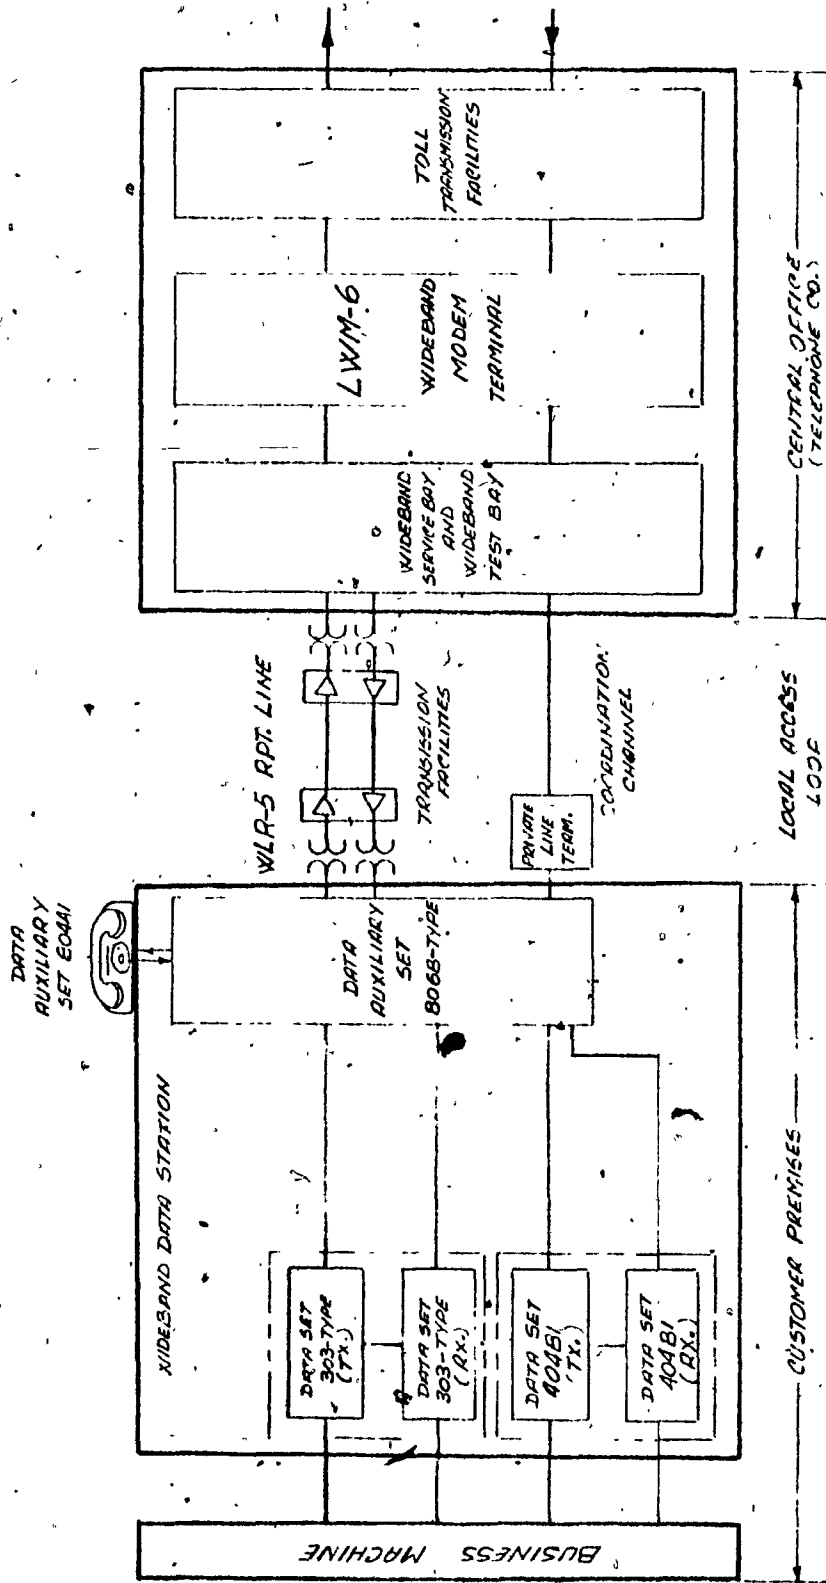 BUSINESS MACHINE
WIDEBAND DATA STATION
DATA SET
303-TYPE
(TX.)
DATA SET
303-TYPE
(RX.)
DATA SET
404B1
(TX.)
DATA SET
404B1
(RX.)
DATA
AUXILIARY
SET 804A1
DATA
AUXILIARY
SET
806B-TYPE
WLR-5 RPT. LINE
TRANSMISSION
FACILITIES
PRIVATE
LINE
TERM.
COORDINATION
CHANNEL
WIDEBAND
SERVICE BAY
AND
WIDEBAND
TEST BAY
LWM-6
WIDEBAND
MODEM
TERMINAL
TOLL
TRANSMISSION
FACILITIES
CUSTOMER PREMISES
LOCAL ACCESS
LOOP
CENTRAL OFFICE
(TELEPHONE CO.)